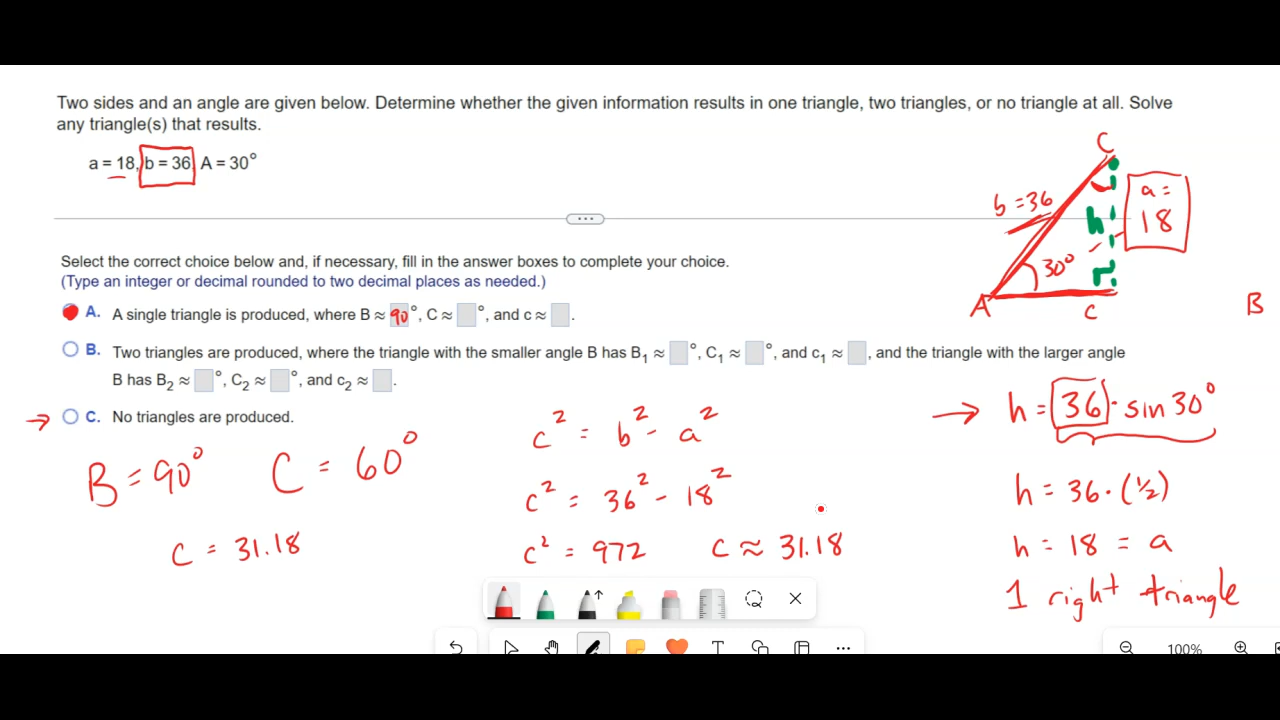 Two sides and an angle are given below. Determine whether the given information results in one triangle, two triangles, or no triangle at all. Solve
any triangle(s) that results.
a = 18, b = 36, A = 30°
Select the correct choice below and, if necessary, fill in the answer boxes to complete your choice.
(Type an integer or decimal rounded to two decimal places as needed.)
A. A single triangle is produced, where B ≈ 90°, C ≈ °, and c ≈ .
B. Two triangles are produced, where the triangle with the smaller angle B has B₁ ≈ °, C₁ ≈ °, and c₁ ≈ , and the triangle with the larger angle
B has B₂ ≈ °, C₂ ≈ °, and c₂ ≈ .
→ C. No triangles are produced.
C
b = 36
a =
18
h
30°
A
c
B
B = 90° C = 60°
c = 31.18
c² = b² - a²
c² = 36² - 18²
c² = 972 c ≈ 31.18
→ h = 36 · sin 30°
h = 36 · (½)
h = 18 = a
1 right triangle
T
100%